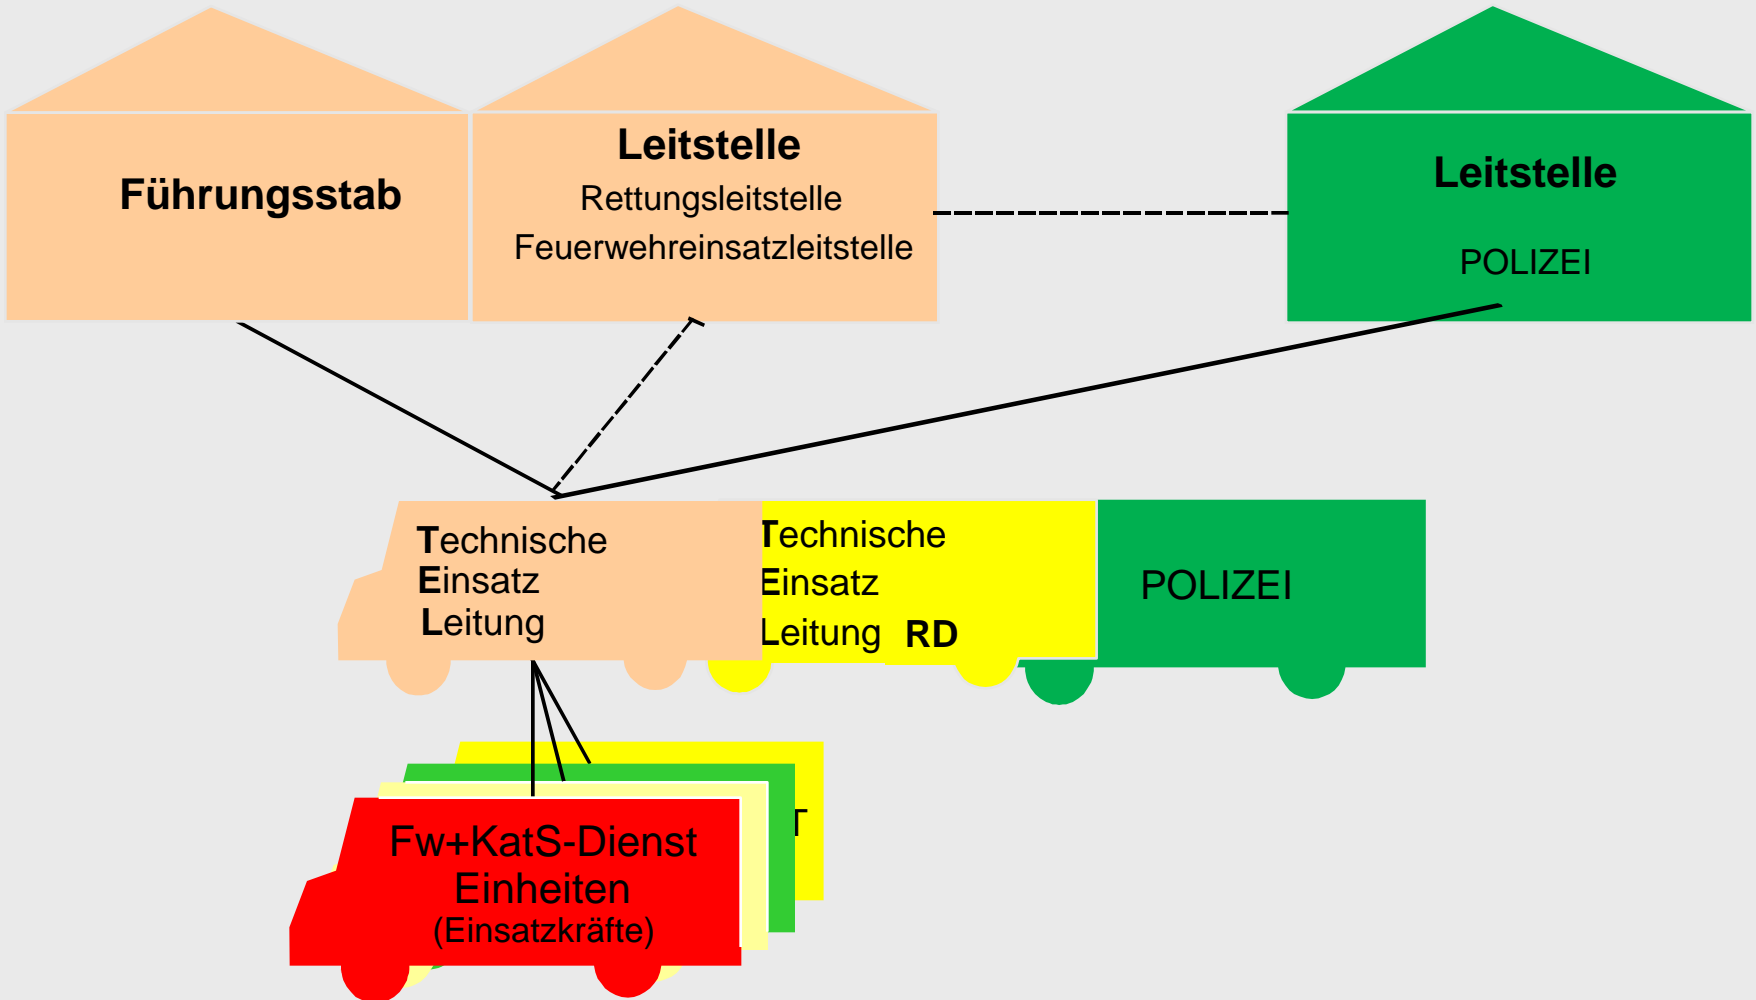 Führungsstab
Leitstelle
Rettungsleitstelle
Feuerwehreinsatzleitstelle
Leitstelle
POLIZEI
Technische
Einsatz
Leitung
Technische
Einsatz
Leitung RD
POLIZEI
Fw+KatS-Dienst
Einheiten
(Einsatzkräfte)